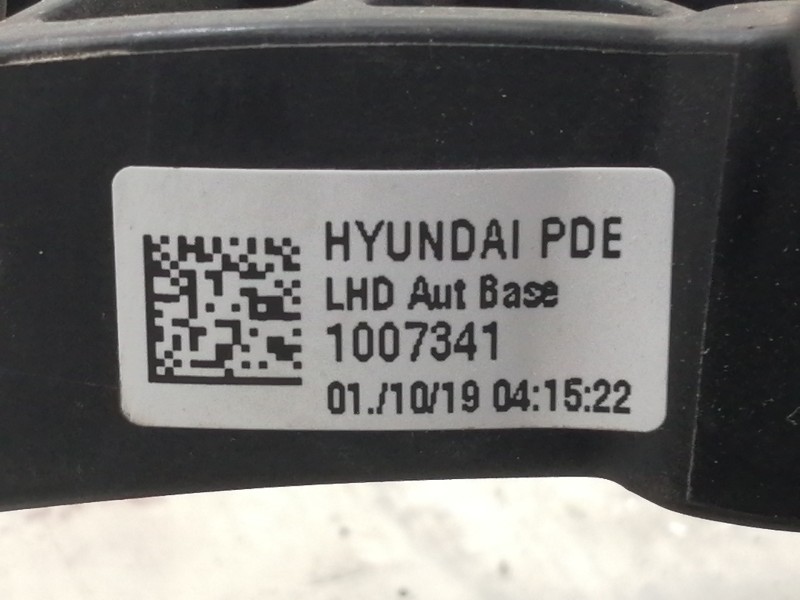 HYUNDAI PDE
LHD Aut Base
1007341
01./10/19 04:15:22